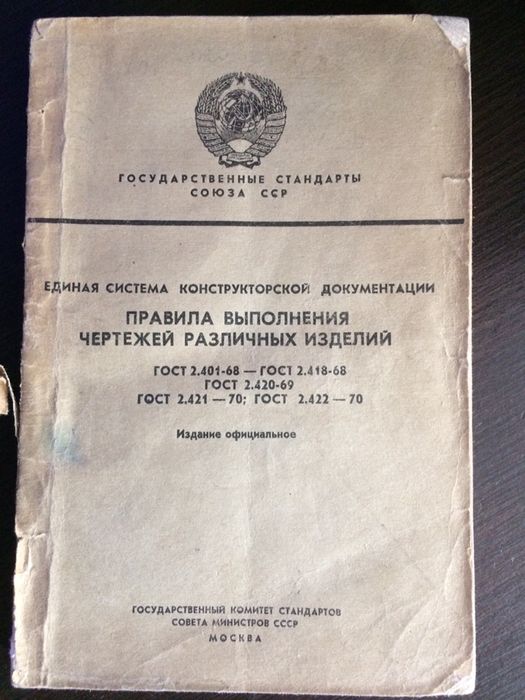 ГОСУДАРСТВЕННЫЕ СТАНДАРТЫ
СОЮЗА ССР
ЕДИНАЯ СИСТЕМА КОНСТРУКТОРСКОЙ ДОКУМЕНТАЦИИ
ПРАВИЛА ВЫПОЛНЕНИЯ
ЧЕРТЕЖЕЙ РАЗЛИЧНЫХ ИЗДЕЛИЙ
ГОСТ 2.401-68 — ГОСТ 2.418-68
ГОСТ 2.420-69
ГОСТ 2.421 — 70; ГОСТ 2.422 — 70
Издание официальное
ГОСУДАРСТВЕННЫЙ КОМИТЕТ СТАНДАРТОВ
СОВЕТА МИНИСТРОВ СССР
МОСКВА